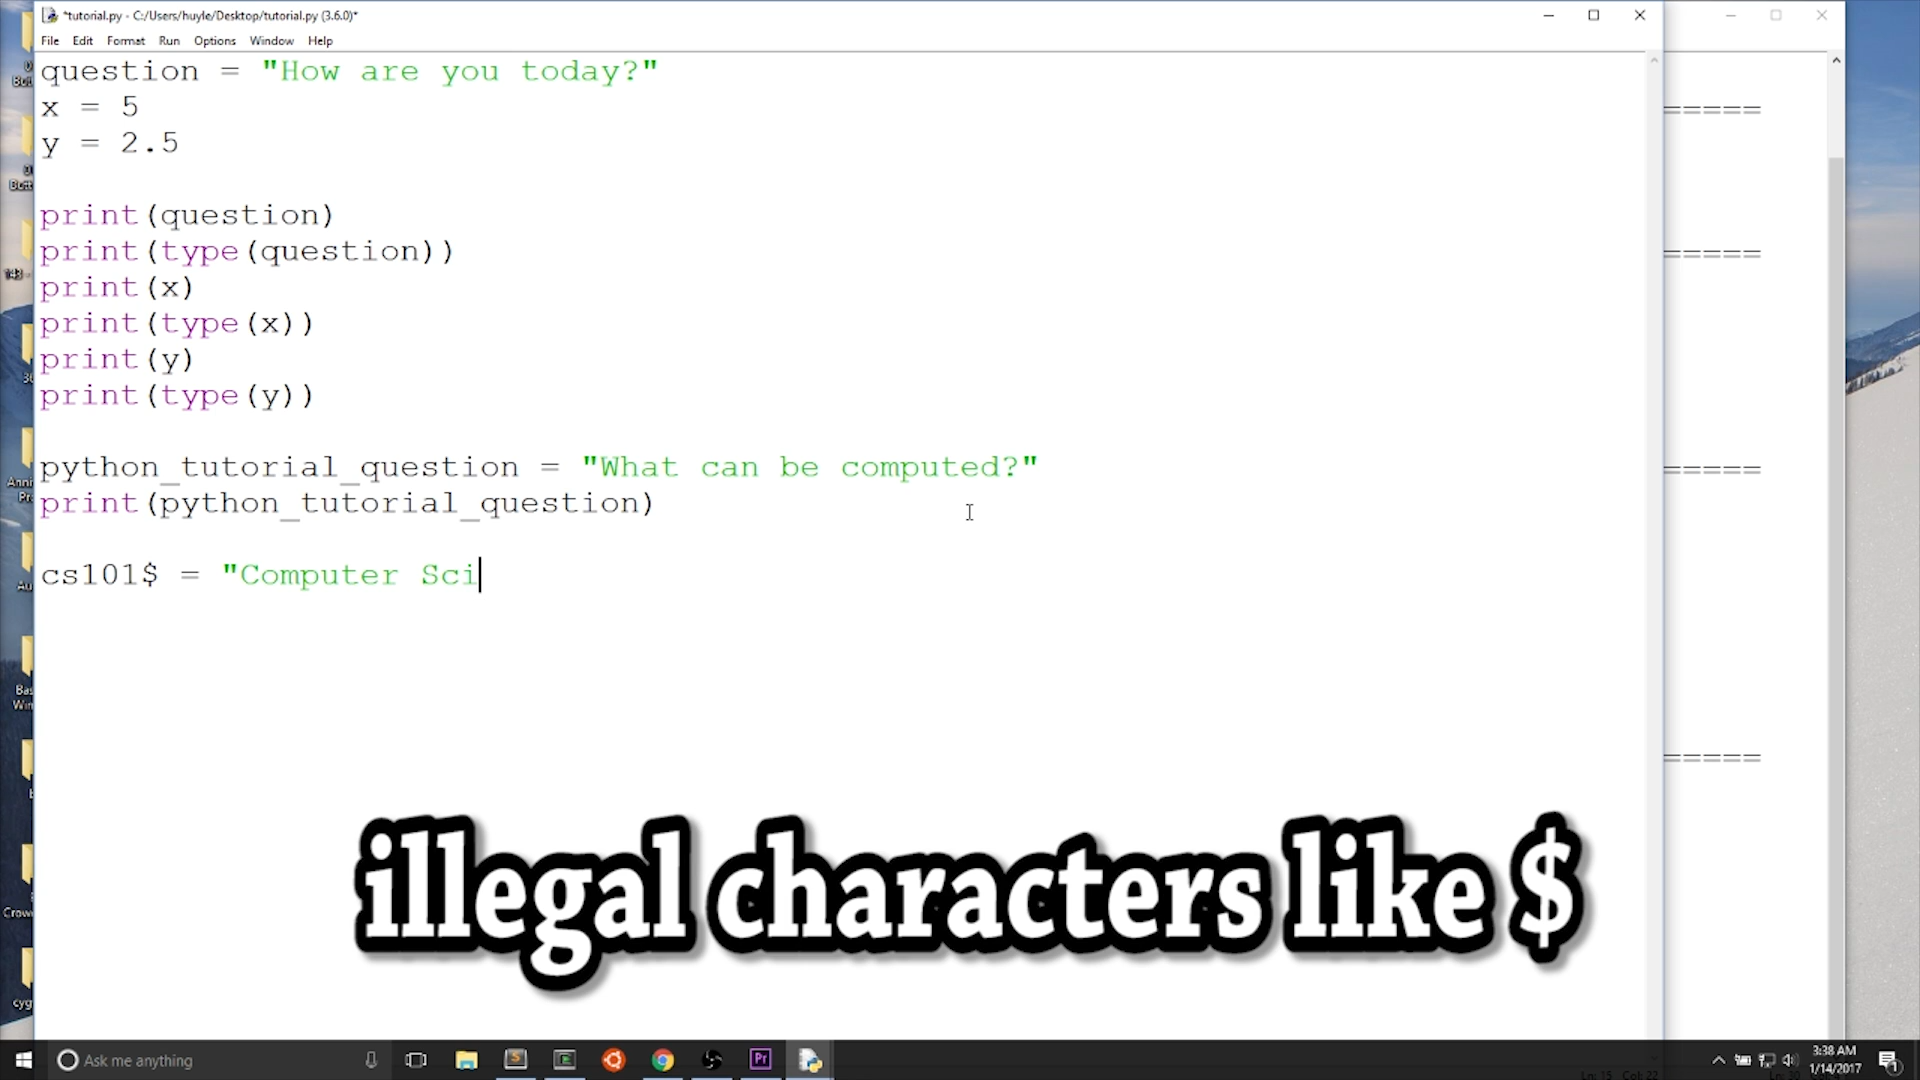 *tutorial.py - C:/Users/huyle/Desktop/tutorial.py (3.6.0)*
File Edit Format Run Options Window Help
question = "How are you today?"
x = 5
y = 2.5
print(question)
print(type(question))
print(x)
print(type(x))
print(y)
print(type(y))
python_tutorial_question = "What can be computed?"
print(python_tutorial_question)
cs101$ = "Computer Sci
=====
=====
=====
=====
illegal characters like $
Ask me anything
3:38 AM
1/14/2017